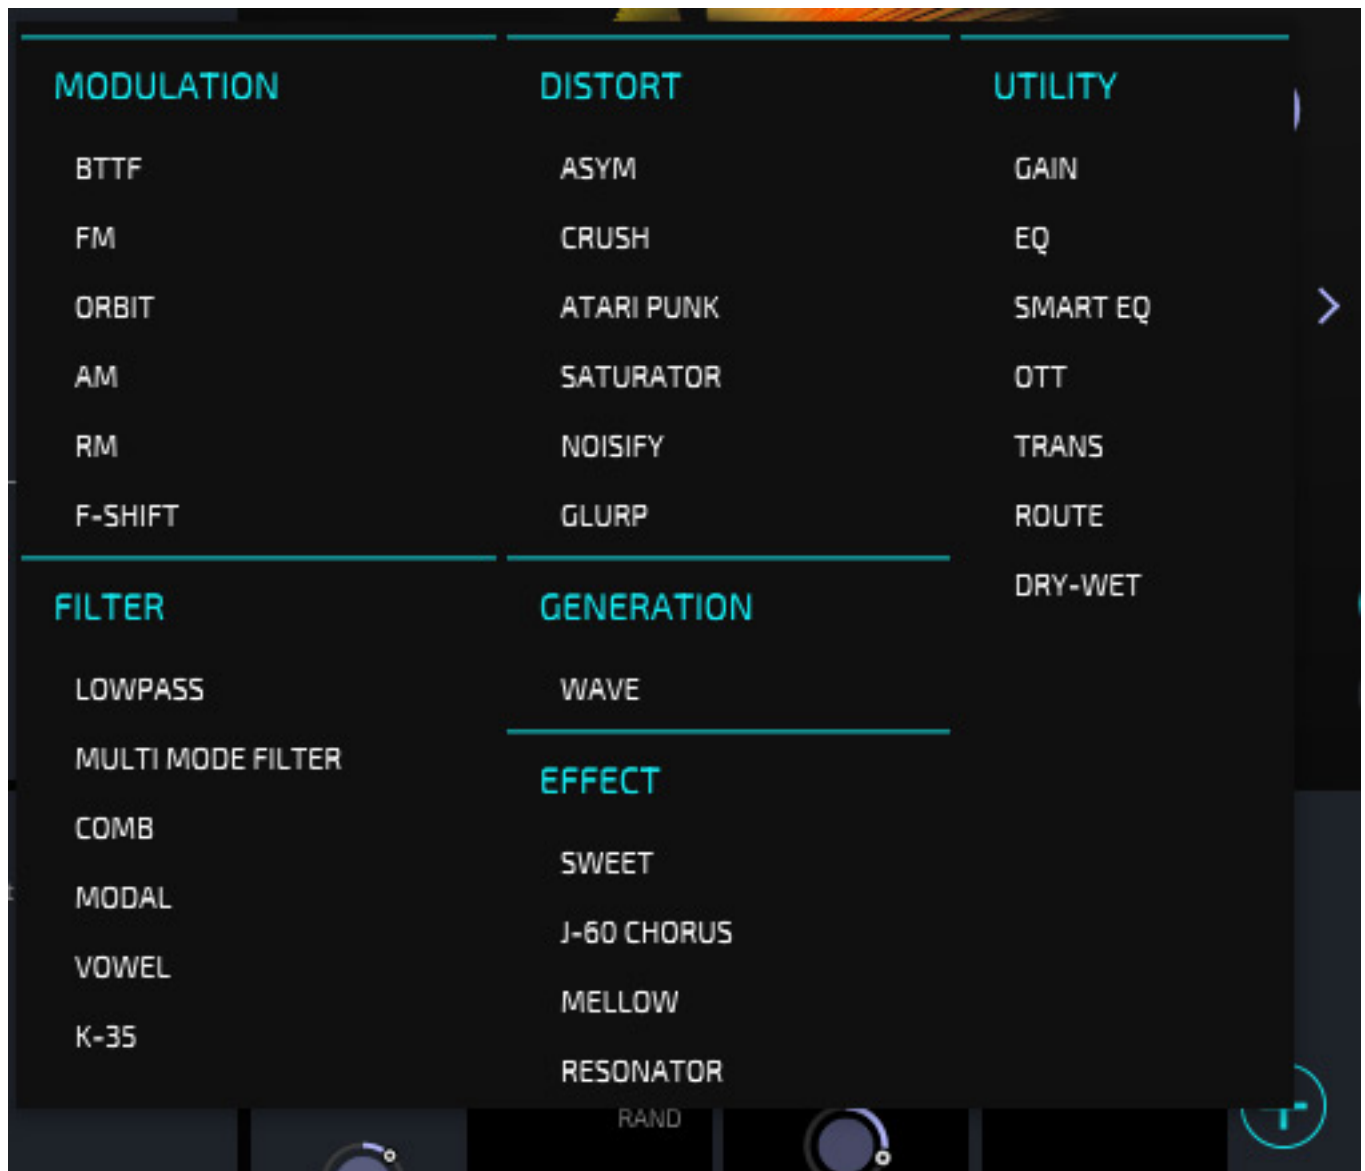 MODULATION
BTTF
FM
ORBIT
AM
RM
F-SHIFT
FILTER
LOWPASS
MULTI MODE FILTER
COMB
MODAL
VOWEL
K-35
DISTORT
ASYM
CRUSH
ATARI PUNK
SATURATOR
NOISIFY
GLURP
GENERATION
WAVE
EFFECT
SWEET
J-60 CHORUS
MELLOW
RESONATOR
UTILITY
GAIN
EQ
SMART EQ
OTT
TRANS
ROUTE
DRY-WET
RAND